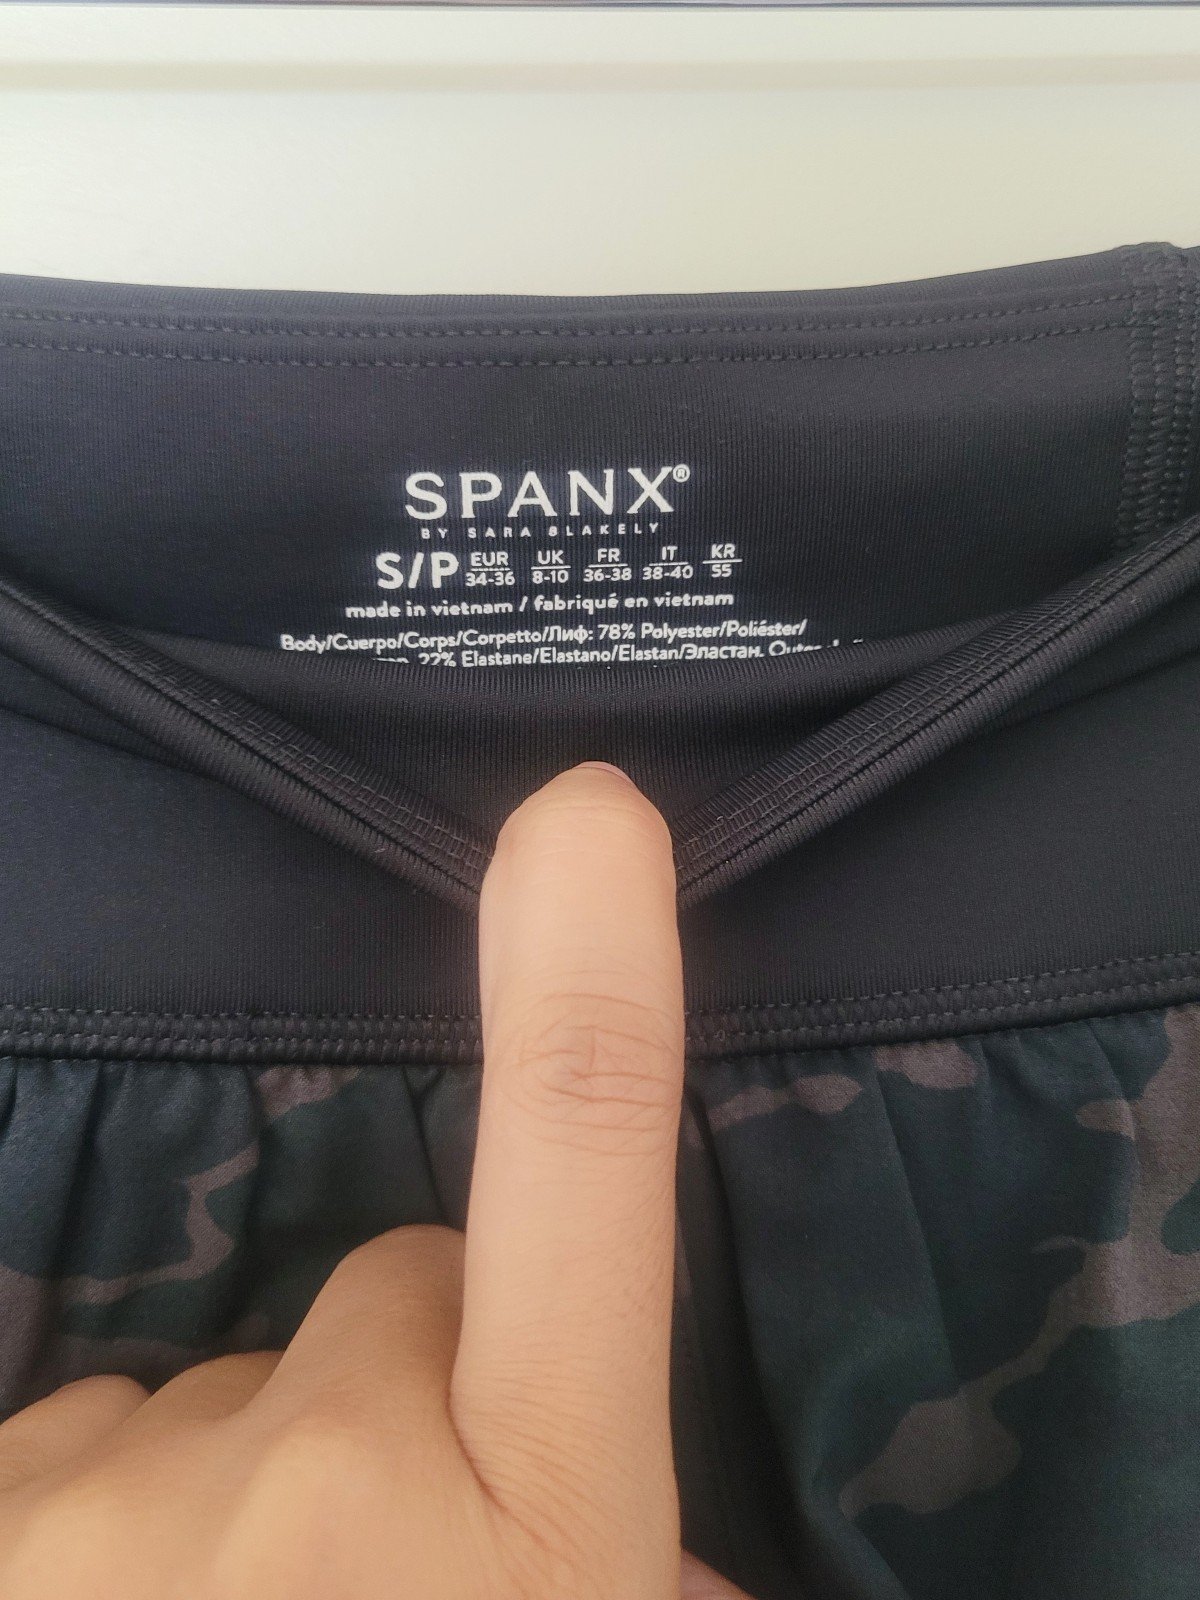 SPANX®
BY SARA BLAKELY
S/P EUR 34-36 UK 8-10 FR 36-38 IT 38-40 KR 55
made in vietnam / fabriqué en vietnam
Body/Cuerpo/Corps/Corpetto/Лиф: 78% Polyester/Poliéster/
22% Elastane/Elastano/Elastan/Эластан.